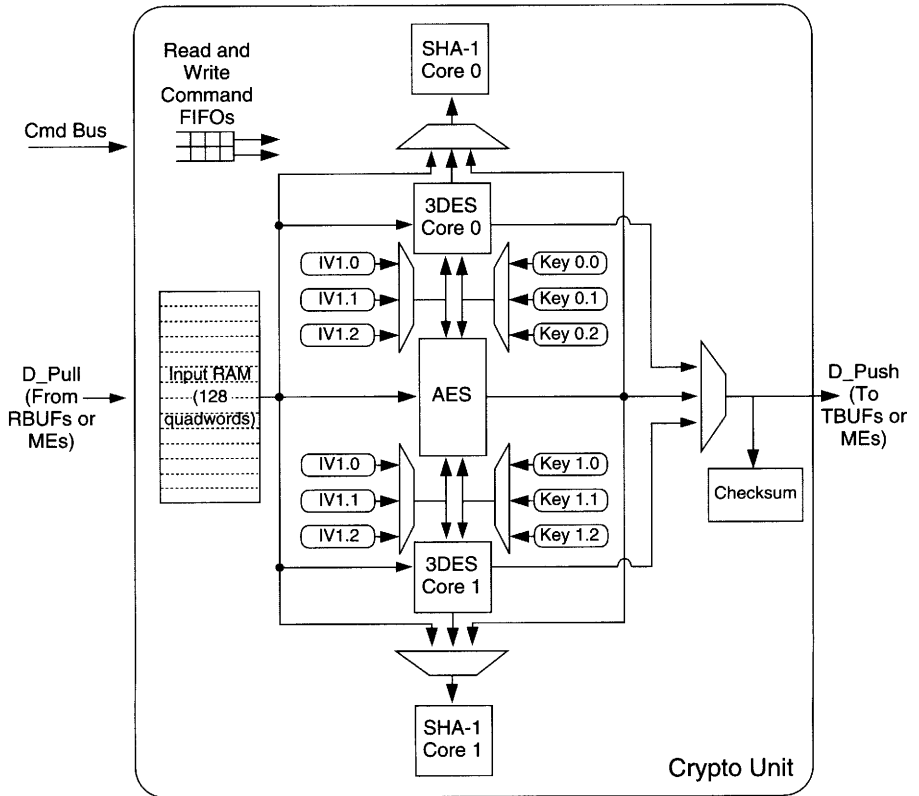 Read and
Write
Command
FIFOs
SHA-1
Core 0
Cmd Bus
3DES
Core 0
IV1.0
IV1.1
IV1.2
Key 0.0
Key 0.1
Key 0.2
D_Pull
(From
RBUFs or
MEs)
Input RAM
(128
quadwords)
AES
D_Push
(To
TBUFs or
MEs)
IV1.0
IV1.1
IV1.2
Key 1.0
Key 1.1
Key 1.2
Checksum
3DES
Core 1
SHA-1
Core 1
Crypto Unit